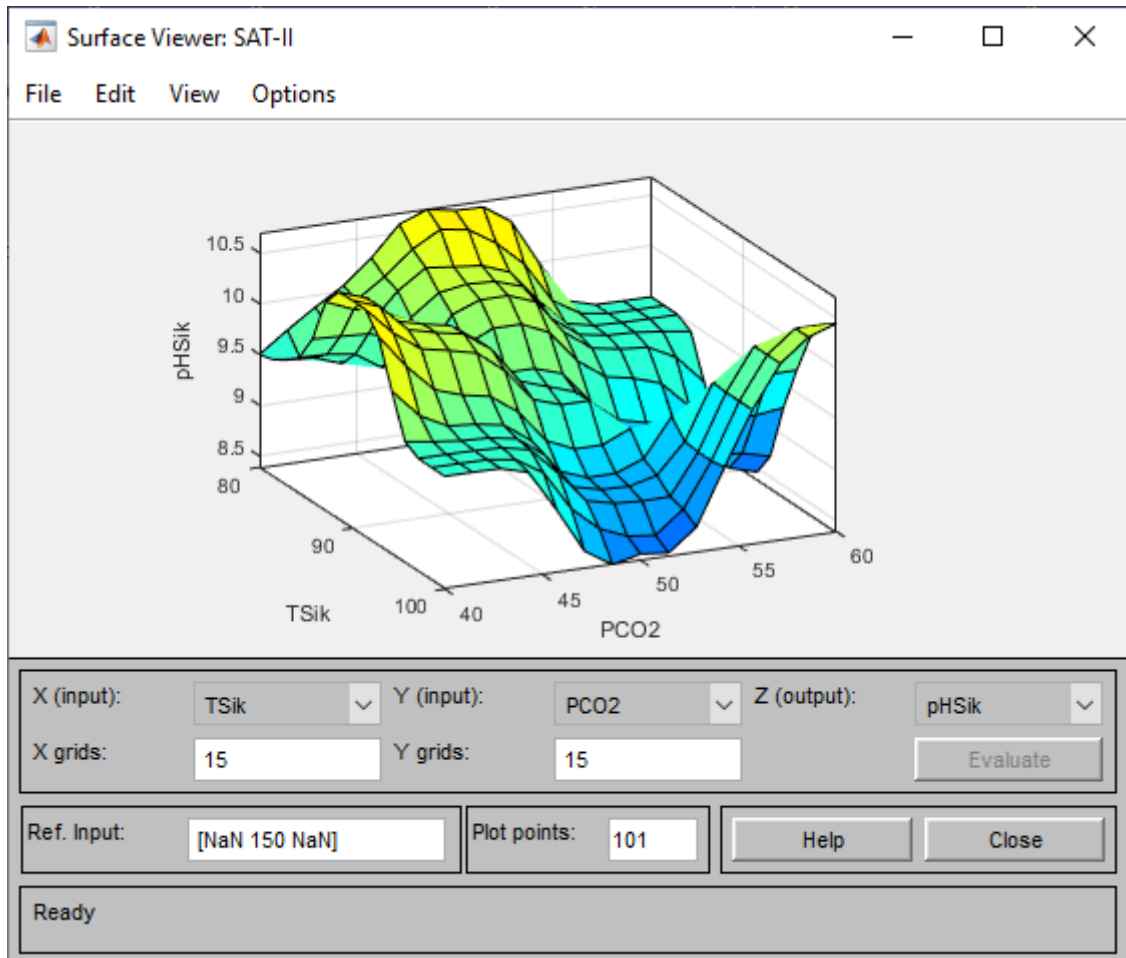 Surface Viewer: SAT-II
File Edit View Options
10.5
10
9.5
9
8.5
pHSik
80
90
100
TSik
40
45
50
55
60
PCO2
X (input): TSik Y (input): PCO2 Z (output): pHSik
X grids: 15 Y grids: 15 Evaluate
Ref. Input: [NaN 150 NaN] Plot points: 101 Help Close
Ready